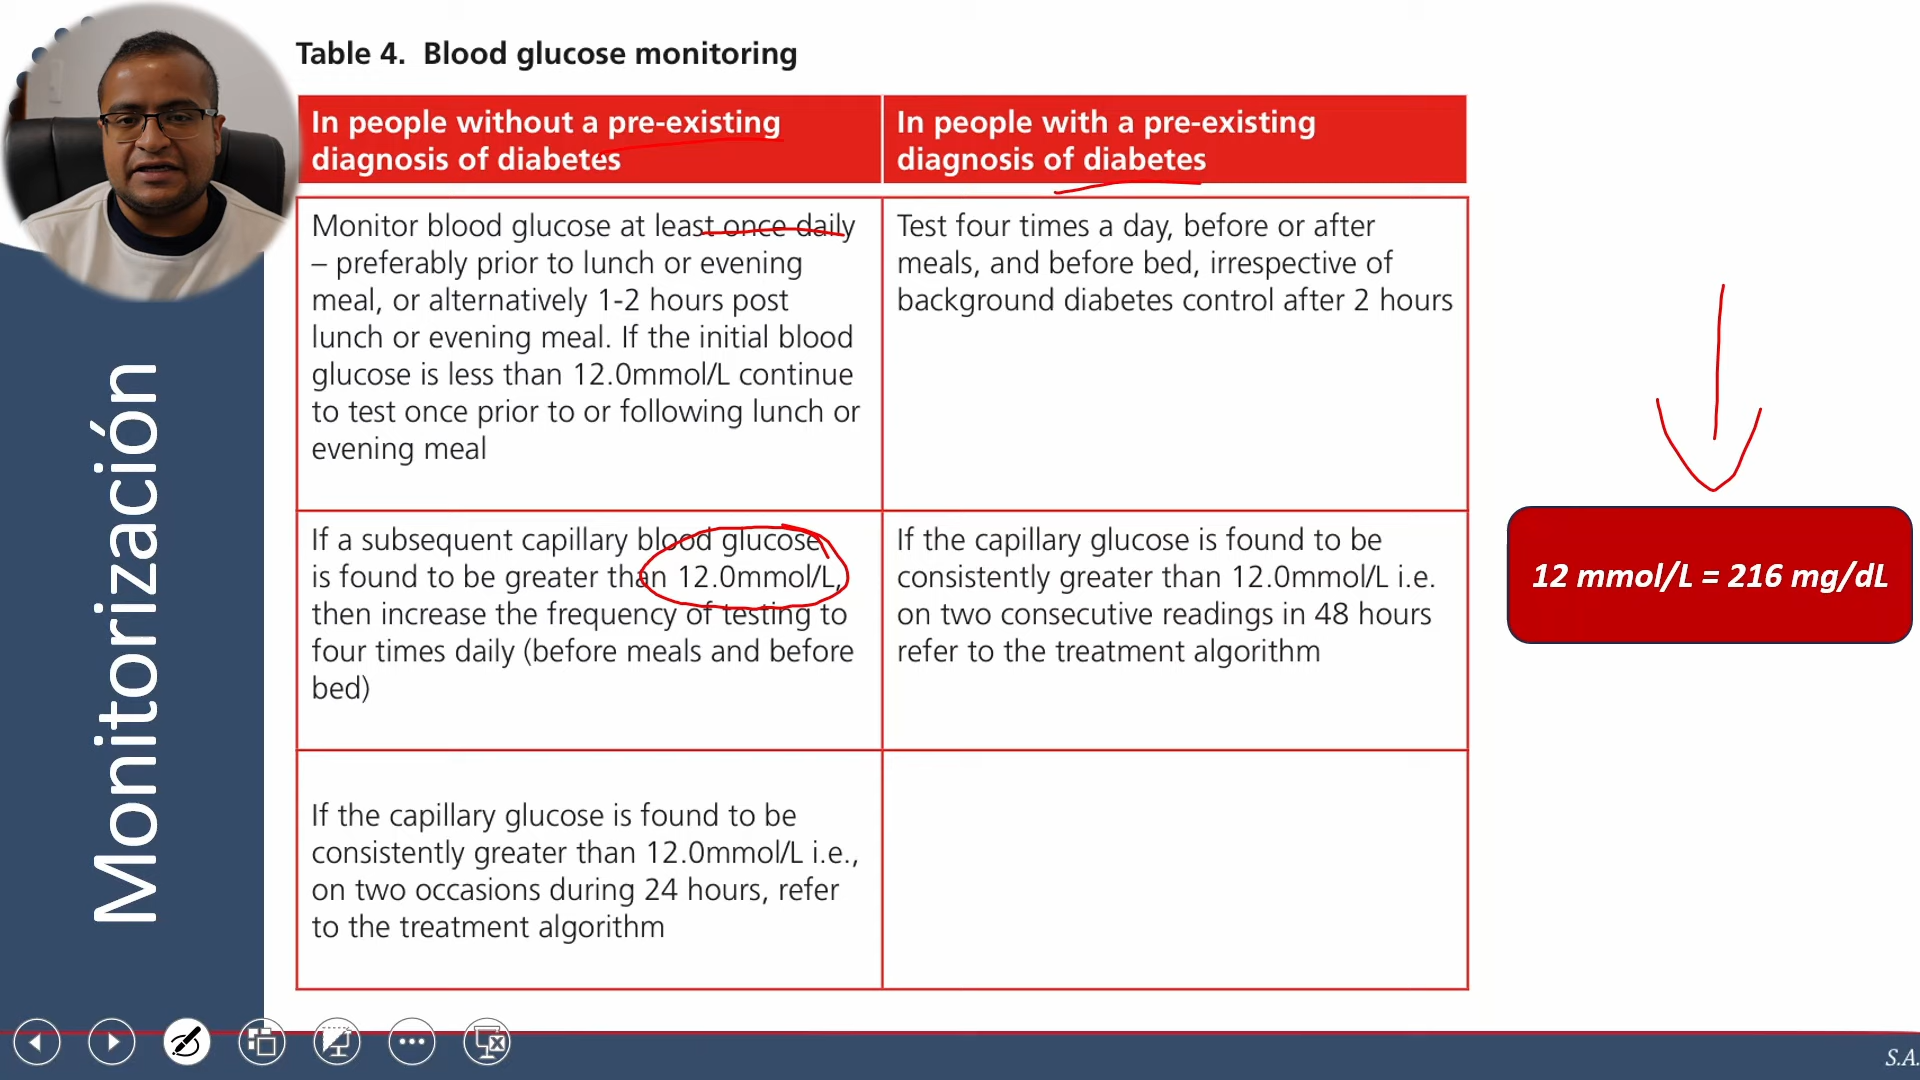 Table 4. Blood glucose monitoring
In people without a pre-existing
diagnosis of diabetes
In people with a pre-existing
diagnosis of diabetes
Monitor blood glucose at least once daily
– preferably prior to lunch or evening
meal, or alternatively 1-2 hours post
lunch or evening meal. If the initial blood
glucose is less than 12.0mmol/L continue
to test once prior to or following lunch or
evening meal
Test four times a day, before or after
meals, and before bed, irrespective of
background diabetes control after 2 hours
If a subsequent capillary blood glucose
is found to be greater than 12.0mmol/L,
then increase the frequency of testing to
four times daily (before meals and before
bed)
If the capillary glucose is found to be
consistently greater than 12.0mmol/L i.e.
on two consecutive readings in 48 hours
refer to the treatment algorithm
If the capillary glucose is found to be
consistently greater than 12.0mmol/L i.e.,
on two occasions during 24 hours, refer
to the treatment algorithm
12 mmol/L = 216 mg/dL
Monitorización
S.A.